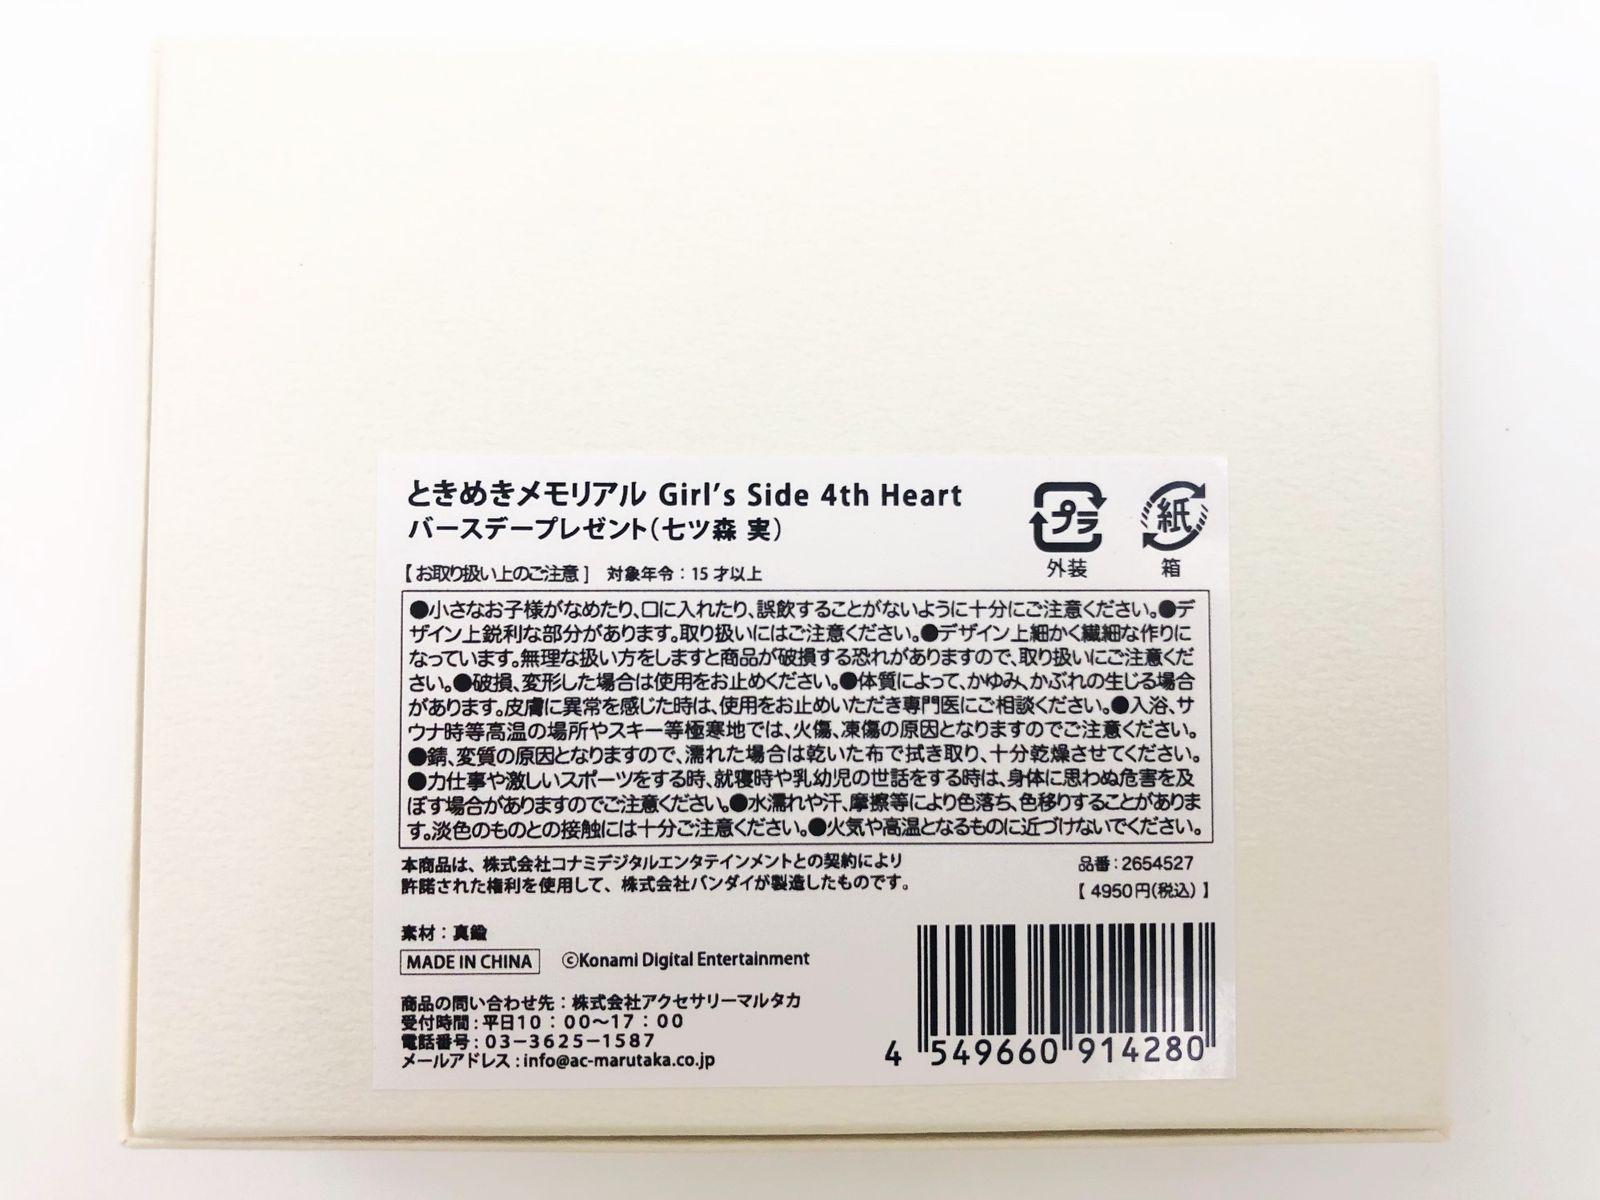 ときめきメモリアル Girl's Side 4th Heart
バースデープレゼント(七ツ森 実)
プラ
外装
紙
箱
【お取り扱い上のご注意】 対象年令：15才以上
●小さなお子様がなめたり、口に入れたり、誤飲することがないように十分にご注意ください。●デ
ザイン上鋭利な部分があります。取り扱いにはご注意ください。●デザイン上細かく繊細な作りに
なっています。無理な扱い方をしますと商品が破損する恐れがありますので、取り扱いにご注意くだ
さい。●破損、変形した場合は使用をお止めください。●体質によって、かゆみ、かぶれの生じる場合
があります。皮膚に異常を感じた時は、使用をお止めいただき専門医にご相談ください。●入浴、サ
ウナ時等高温の場所やスキー等極寒地では、火傷、凍傷の原因となりますのでご注意ください。
●錆、変質の原因となりますので、濡れた場合は乾いた布で拭き取り、十分乾燥させてください。
●力仕事や激しいスポーツをする時、就寝時や乳幼児の世話をする時は、身体に思わぬ危害を及
ぼす場合がありますのでご注意ください。●水濡れや汗、摩擦等により色落ち、色移りすることがありま
す。淡色のものとの接触には十分ご注意ください。●火気や高温となるものに近づけないでください。
本商品は、株式会社コナミデジタルエンタテインメントとの契約により
許諾された権利を使用して、株式会社バンダイが製造したものです。
品番：2654527
【 4950円(税込) 】
素材：真鍮
MADE IN CHINA ©Konami Digital Entertainment
商品の問い合わせ先：株式会社アクセサリーマルタカ
受付時間：平日10：00〜17：00
電話番号：03−3625−1587
メールアドレス：info@ac-marutaka.co.jp
4 549660 914280